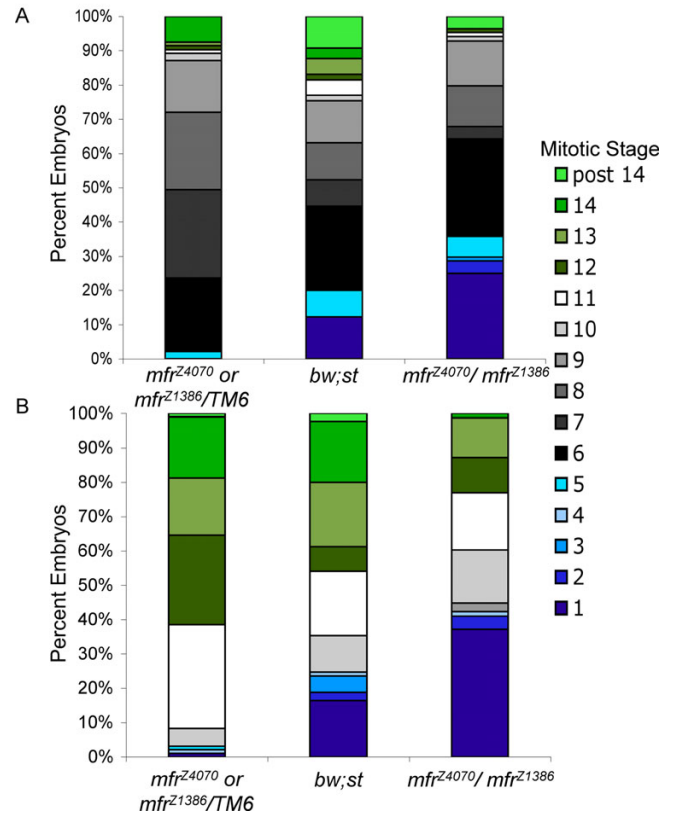 A
100%
90%
80%
70%
60%
50%
40%
30%
20%
10%
0%
Percent Embryos
mfrZ4070 or
mfrZ1386/TM6
bw;st
mfrZ4070/ mfrZ1386
Mitotic Stage
post 14
14
13
12
11
10
9
8
7
6
5
4
3
2
1
B
100%
90%
80%
70%
60%
50%
40%
30%
20%
10%
0%
Percent Embryos
mfrZ4070 or
mfrZ1386/TM6
bw;st
mfrZ4070/ mfrZ1386